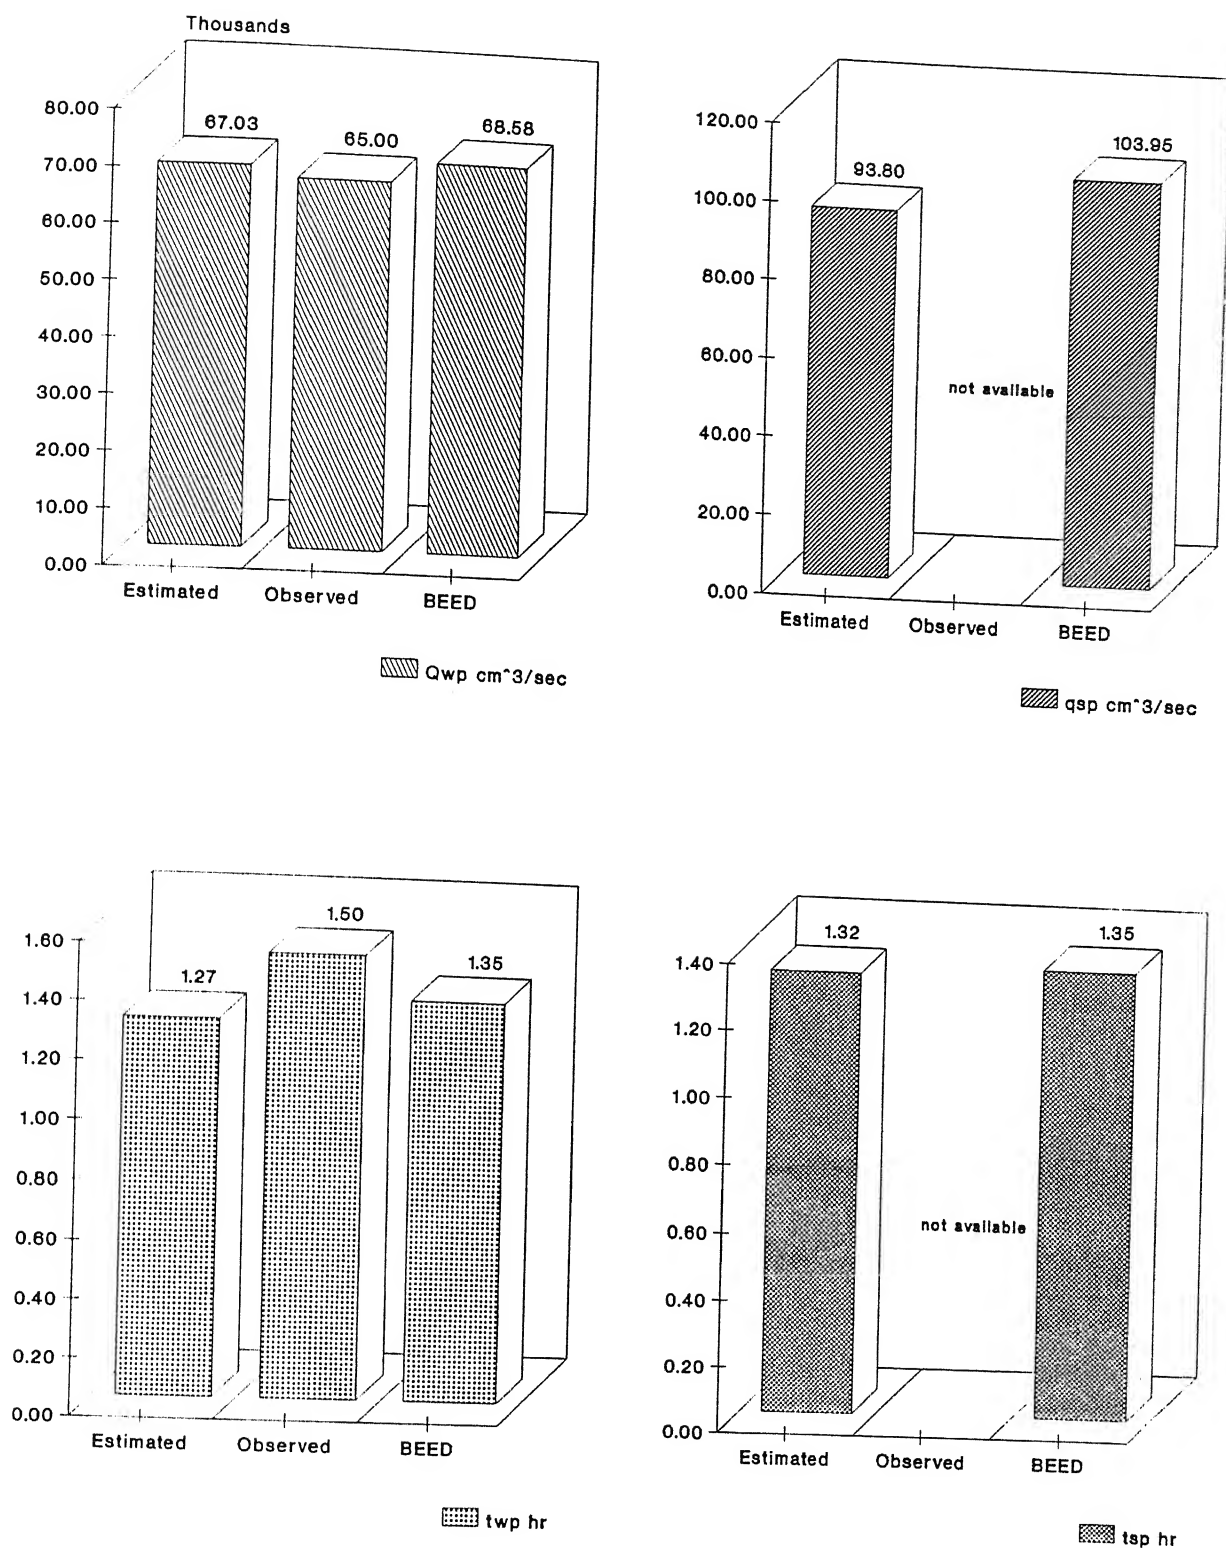 Thousands
80.00
70.00
60.00
50.00
40.00
30.00
20.00
10.00
0.00
67.03
65.00
68.58
Estimated
Observed
BEED
Qwp cm^3/sec
120.00
100.00
80.00
60.00
40.00
20.00
0.00
93.80
not available
103.95
Estimated
Observed
BEED
qsp cm^3/sec
1.60
1.40
1.20
1.00
0.80
0.60
0.40
0.20
0.00
1.27
1.50
1.35
Estimated
Observed
BEED
twp hr
1.40
1.20
1.00
0.80
0.60
0.40
0.20
0.00
1.32
not available
1.35
Estimated
Observed
BEED
tsp hr